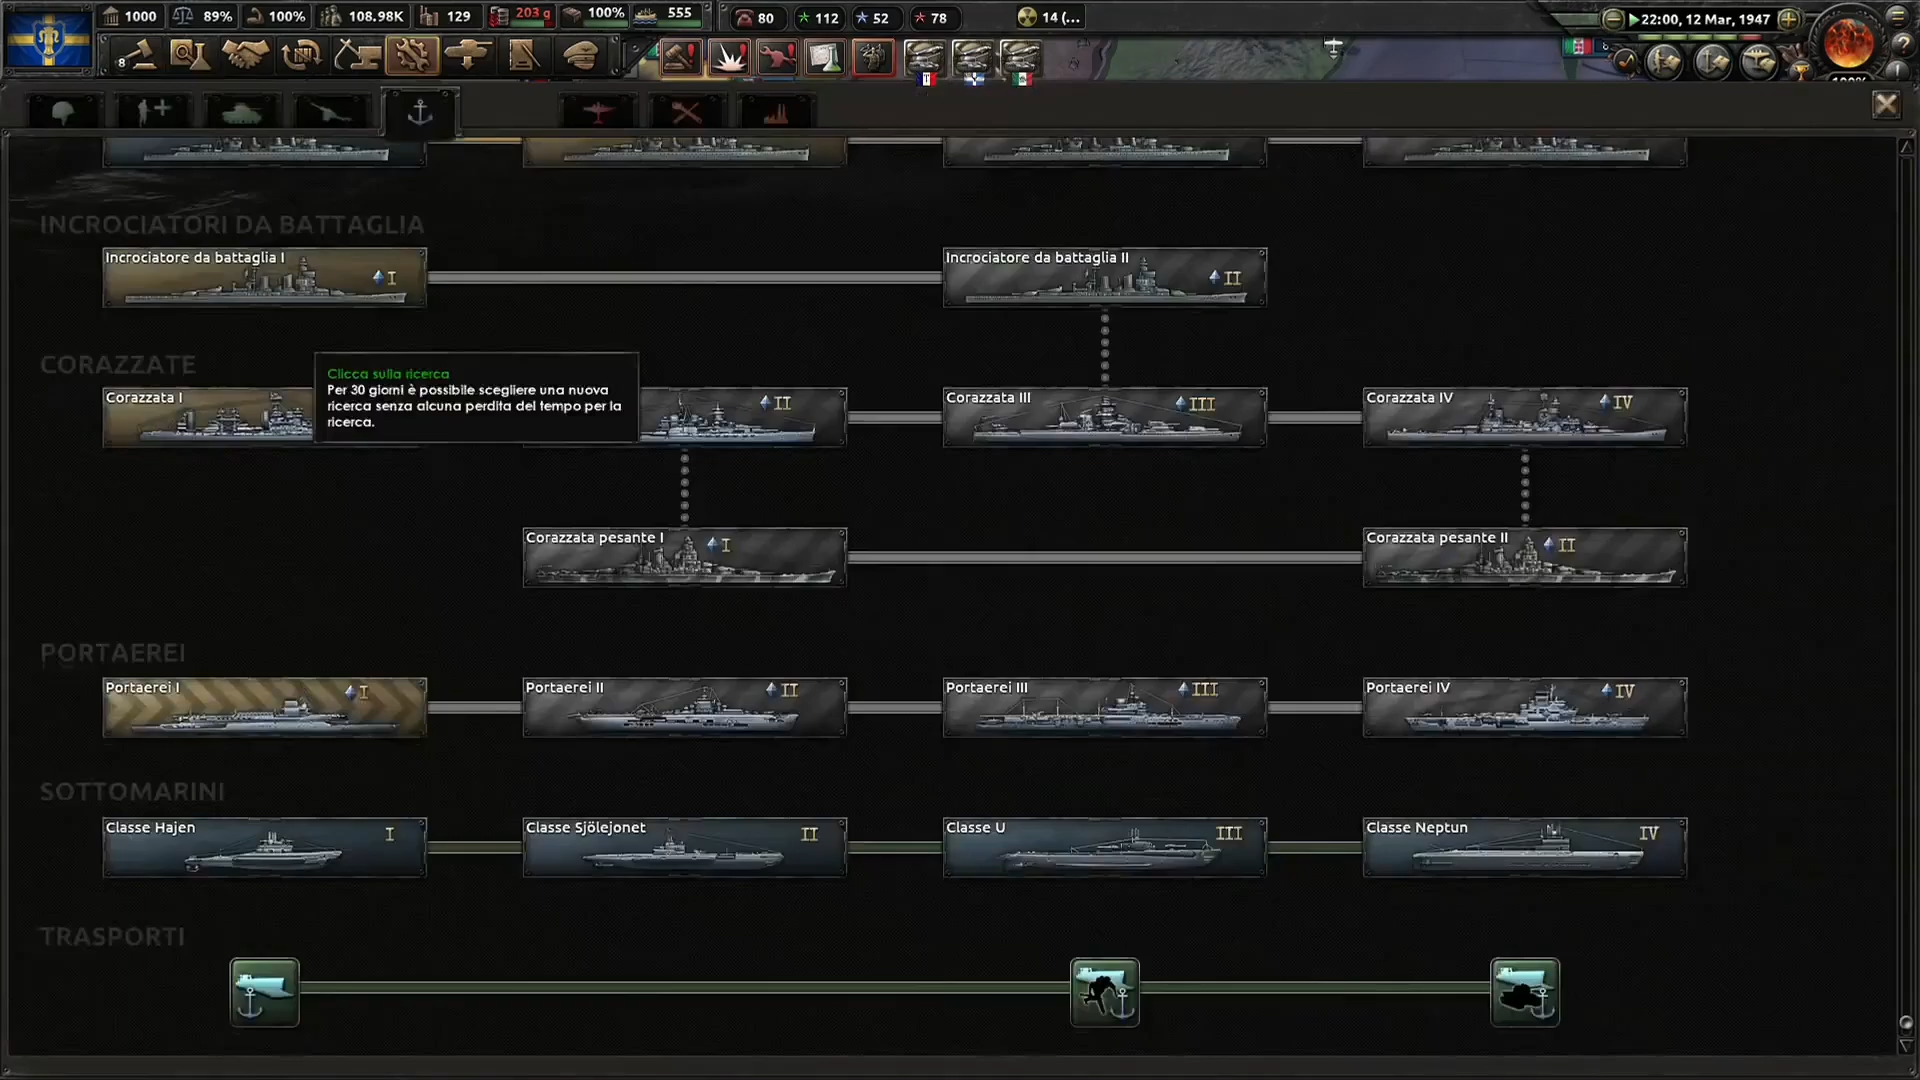 1000 89% 100% 108.98K 129 203 g 100% 555 80 112 52 78 14 (... 22:00, 12 Mar, 1947
8
100%
INCROCIATORI DA BATTAGLIA
Incrociatore da battaglia I I
Incrociatore da battaglia II II
CORAZZATE
Clicca sulla ricerca
Per 30 giorni è possibile scegliere una nuova
ricerca senza alcuna perdita del tempo per la
ricerca.
Corazzata I
II
Corazzata III III
Corazzata IV IV
Corazzata pesante I I
Corazzata pesante II II
PORTAEREI
Portaerei I I
Portaerei II II
Portaerei III III
Portaerei IV IV
SOTTOMARINI
Classe Hajen I
Classe Sjölejonet II
Classe U III
Classe Neptun IV
TRASPORTI